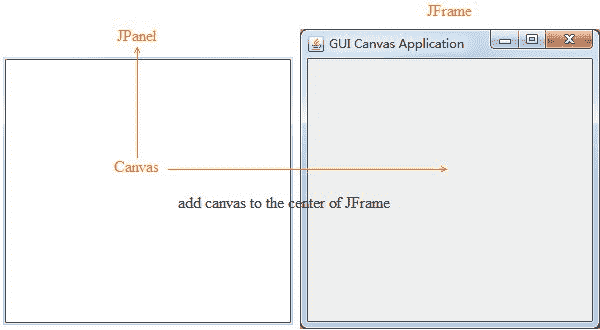 JFrame
JPanel
GUI Canvas Application
Canvas
add canvas to the center of JFrame